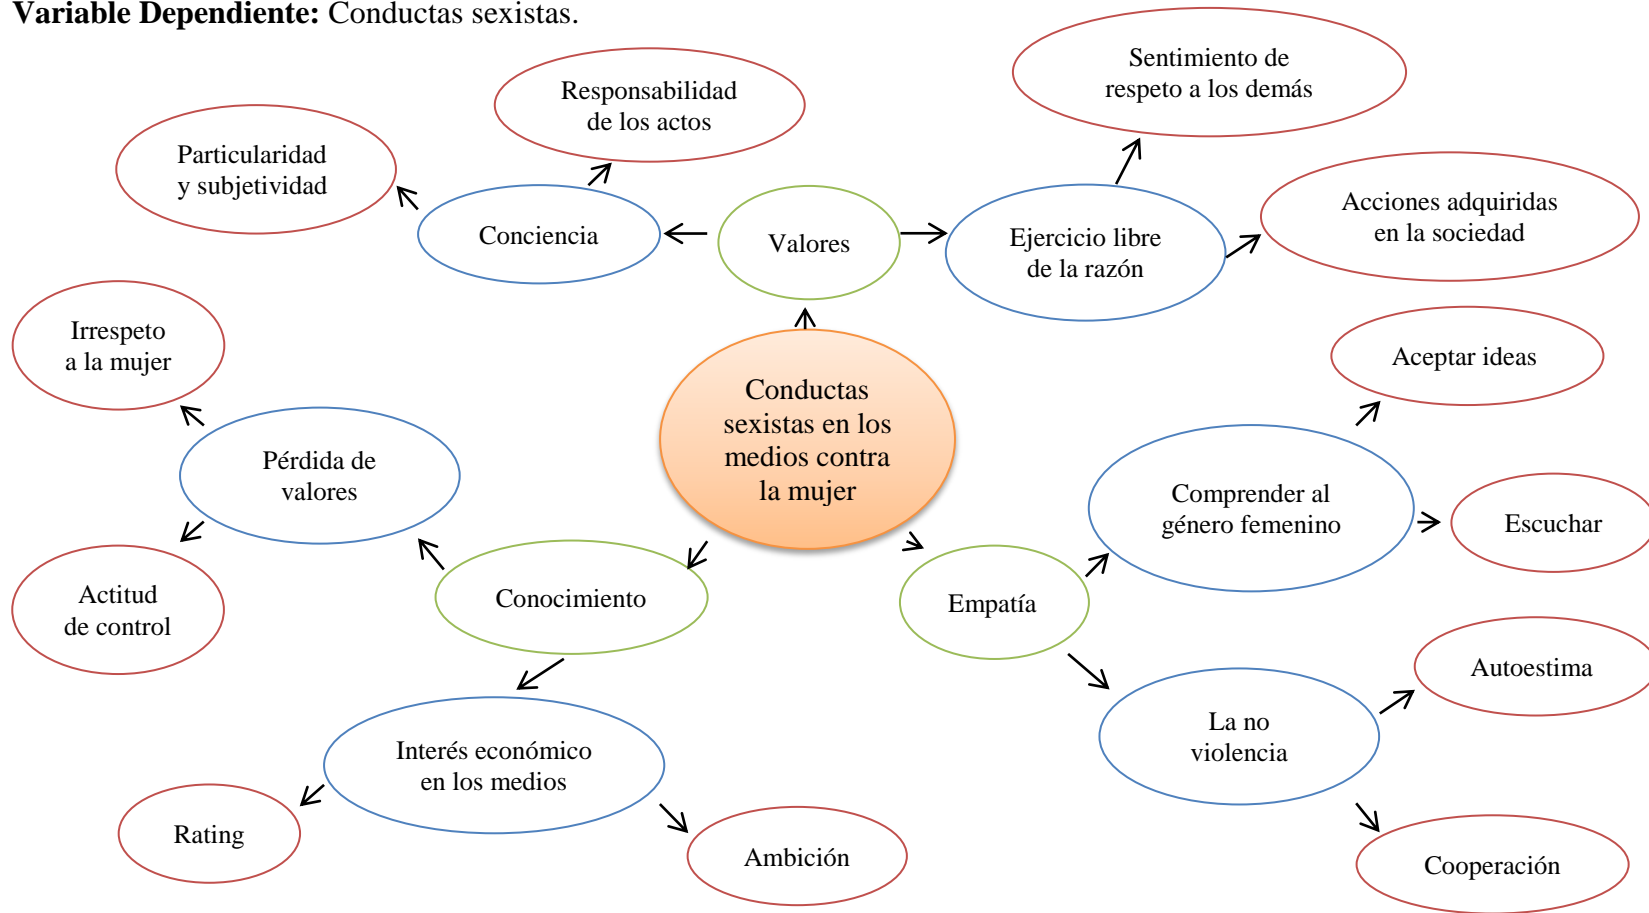 Variable Dependiente: Conductas sexistas.
Sentimiento de
respeto a los demás
Responsabilidad
de los actos
Particularidad
y subjetividad
Acciones adquiridas
en la sociedad
Conciencia
Valores
Ejercicio libre
de la razón
Irrespeto
a la mujer
Aceptar ideas
Conductas
sexistas en los
medios contra
la mujer
Pérdida de
valores
Comprender al
género femenino
Escuchar
Actitud
de control
Conocimiento
Empatía
Autoestima
La no
violencia
Interés económico
en los medios
Rating
Ambición
Cooperación